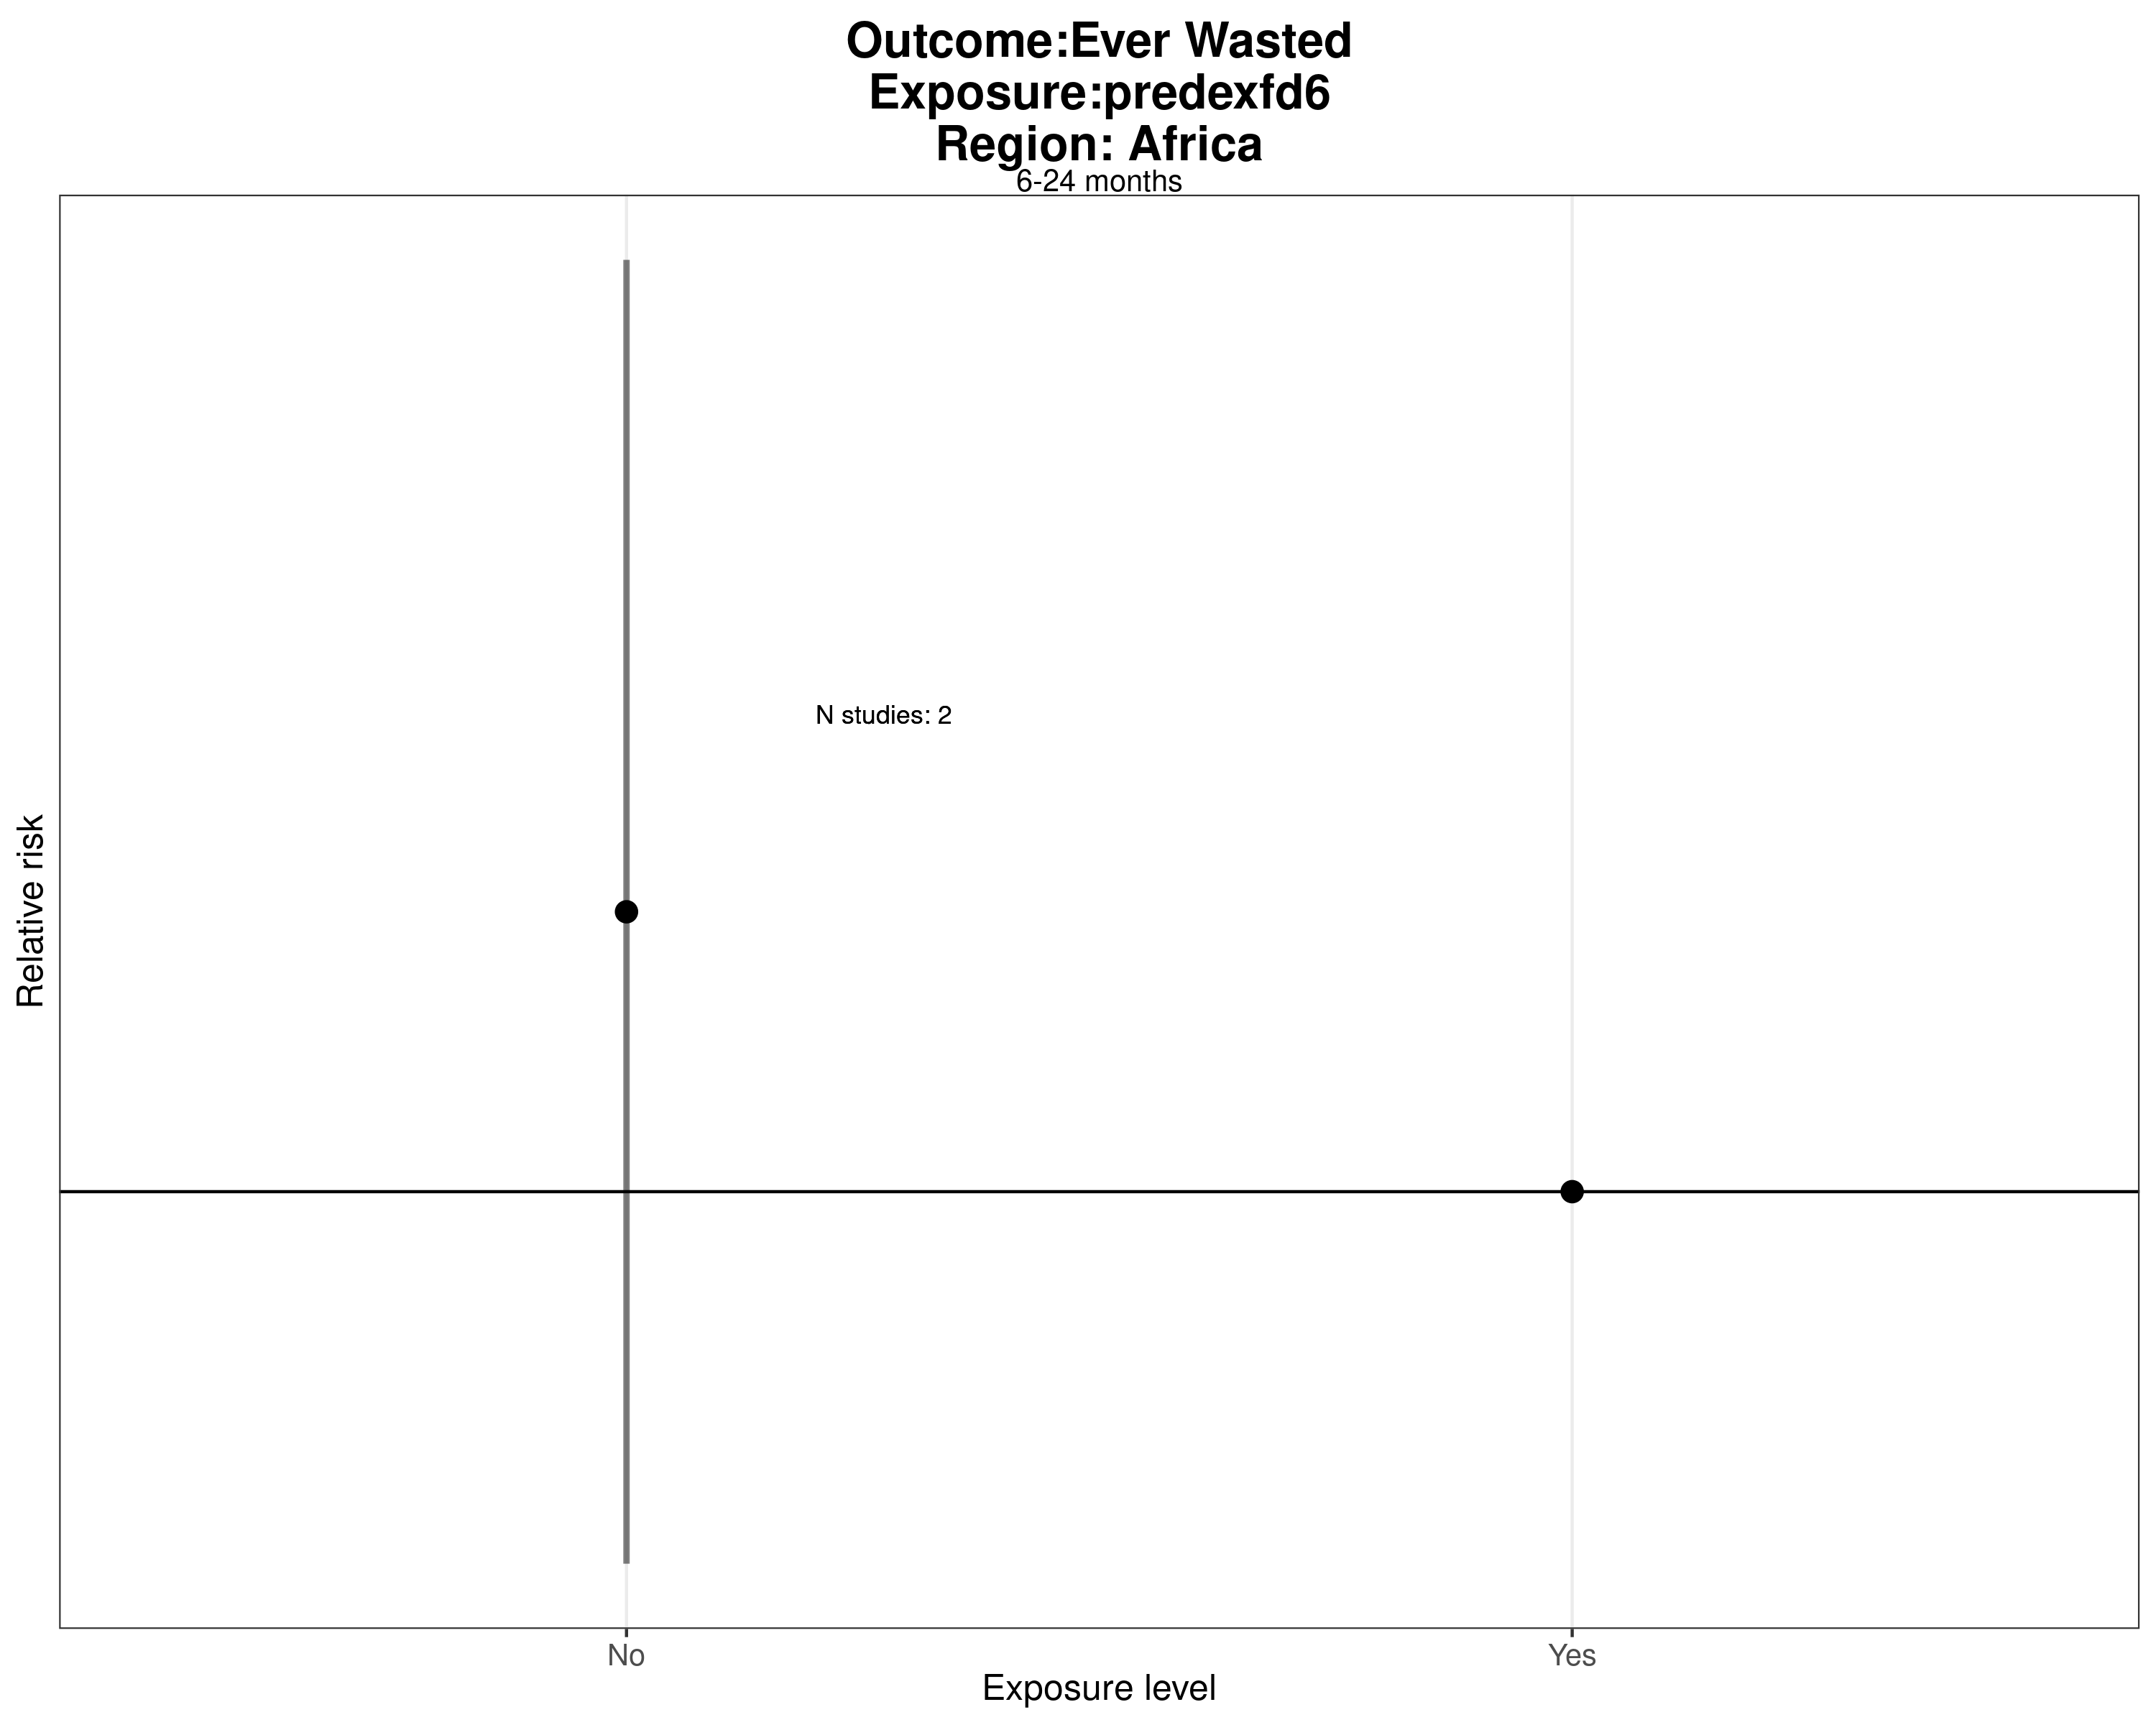 Outcome:Ever Wasted
Exposure:predexfd6
Region: Africa
6-24 months
N studies: 2
Relative risk
No
Yes
Exposure level